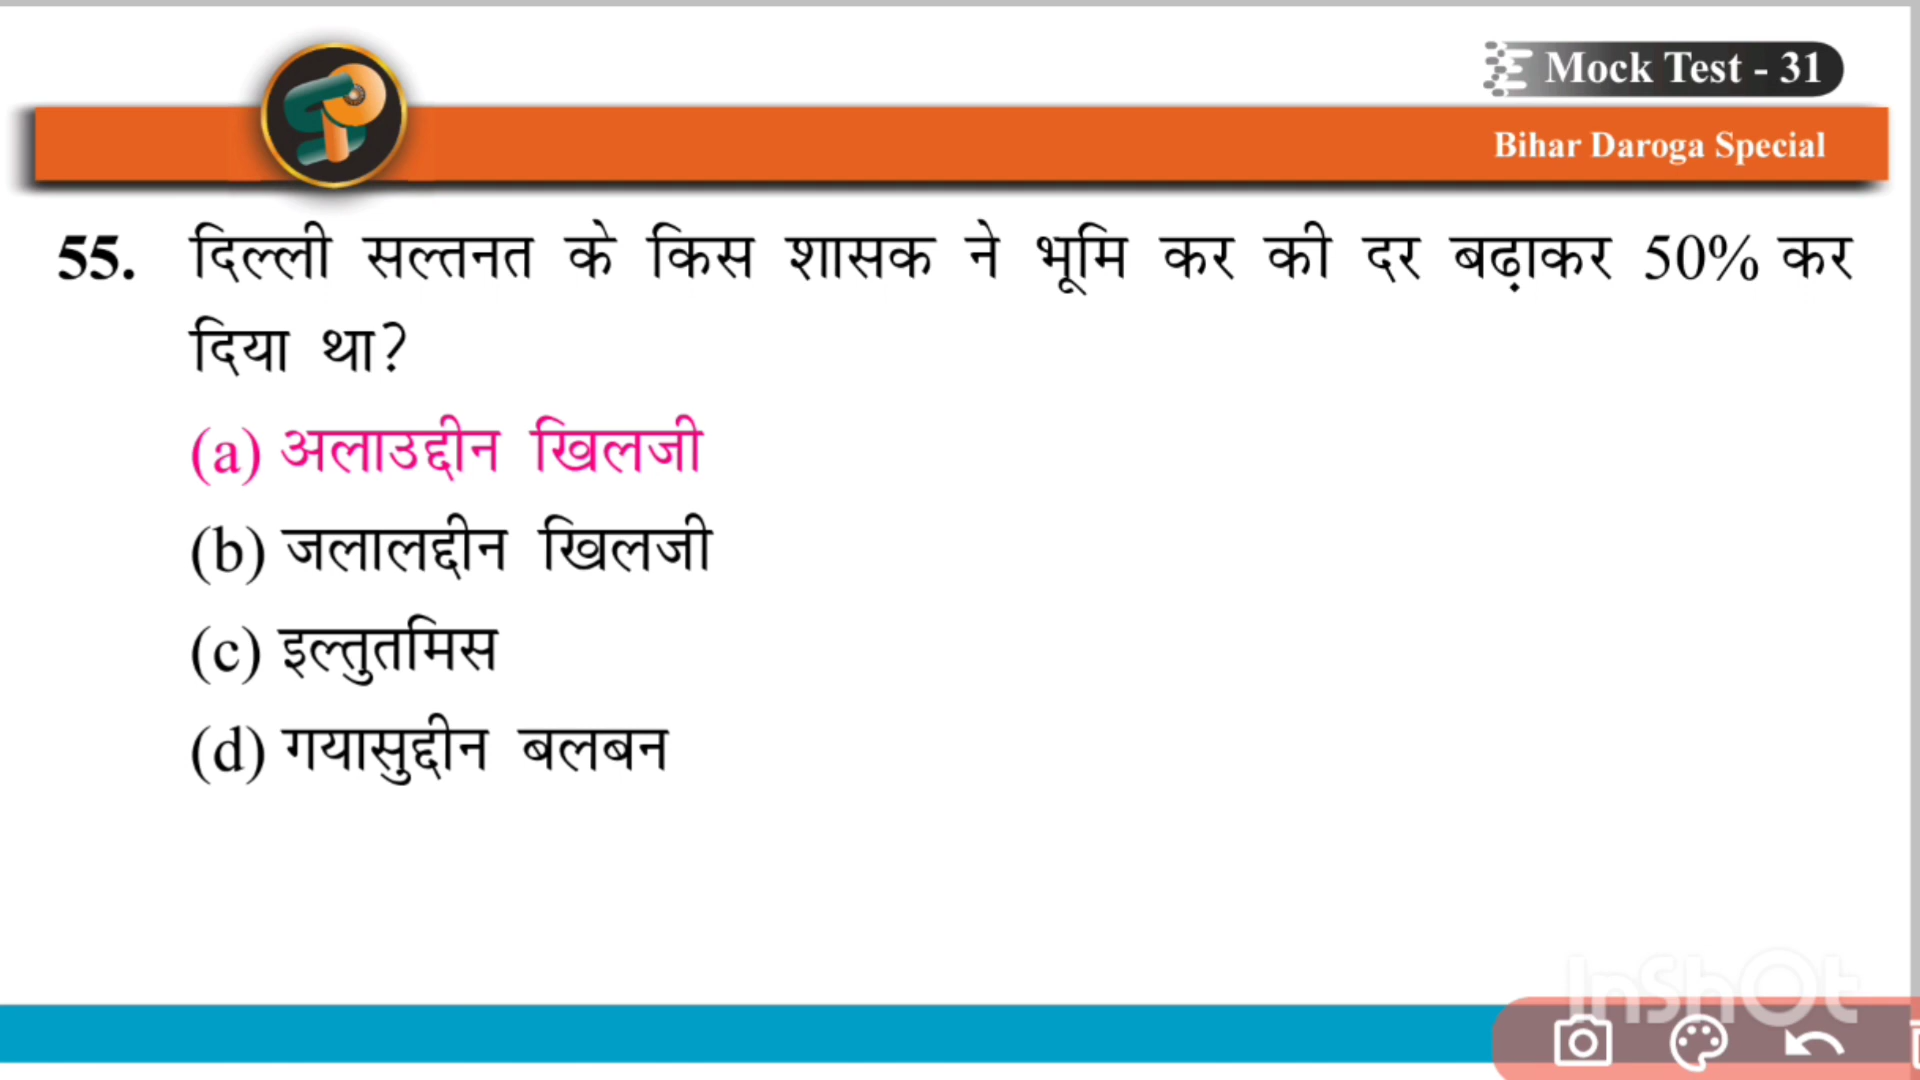 Mock Test - 31
Bihar Daroga Special
55. दिल्ली सल्तनत के किस शासक ने भूमि कर की दर बढ़ाकर 50% कर
दिया था?
(a) अलाउद्दीन खिलजी
(b) जलालद्दीन खिलजी
(c) इल्तुतमिस
(d) गयासुद्दीन बलबन
InShOt